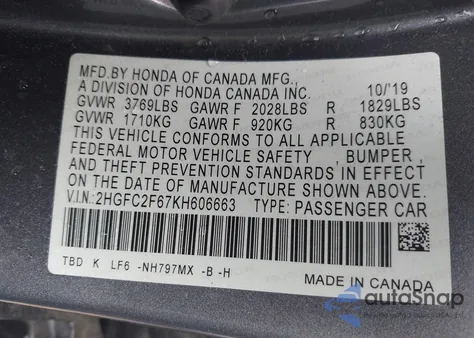 MFD.BY HONDA OF CANADA MFG.,
A DIVISION OF HONDA CANADA INC. 10/'19
GVWR 3769LBS GAWR F 2028LBS R 1829LBS
GVWR 1710KG GAWR F 920KG R 830KG
THIS VEHICLE CONFORMS TO ALL APPLICABLE
FEDERAL MOTOR VEHICLE SAFETY , BUMPER ,
AND THEFT PREVENTION STANDARDS IN EFFECT
ON THE DATE OF MANUFACTURE SHOWN ABOVE.
V.I.N:2HGFC2F67KH606663 TYPE: PASSENGER CAR
TBD K LF6 -NH797MX -B -H
MADE IN CANADA
autoSnap